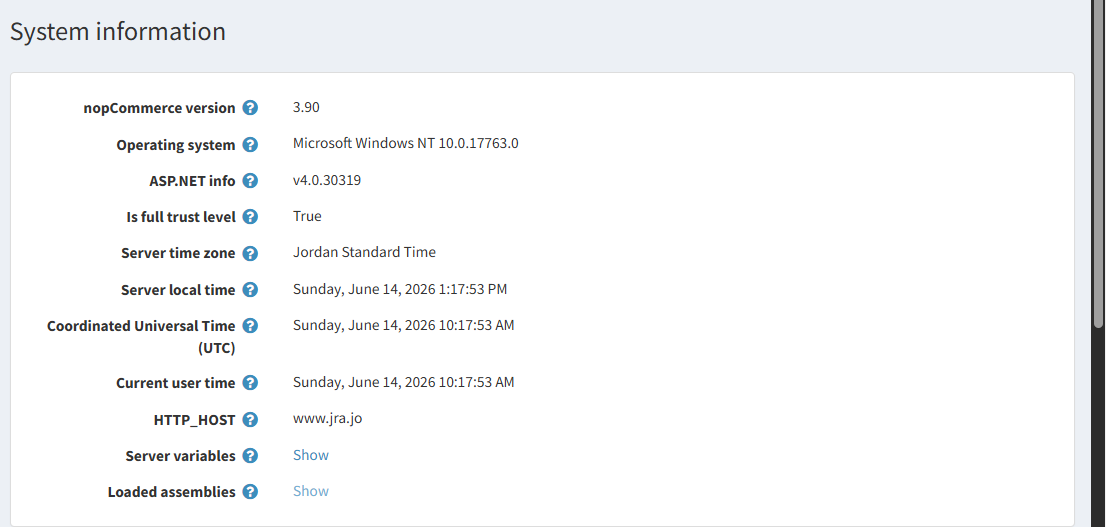 System information
nopCommerce version ? 3.90
Operating system ? Microsoft Windows NT 10.0.17763.0
ASP.NET info ? v4.0.30319
Is full trust level ? True
Server time zone ? Jordan Standard Time
Server local time ? Sunday, June 14, 2026 1:17:53 PM
Coordinated Universal Time ? Sunday, June 14, 2026 10:17:53 AM
(UTC)
Current user time ? Sunday, June 14, 2026 10:17:53 AM
HTTP_HOST ? www.jra.jo
Server variables ? Show
Loaded assemblies ? Show